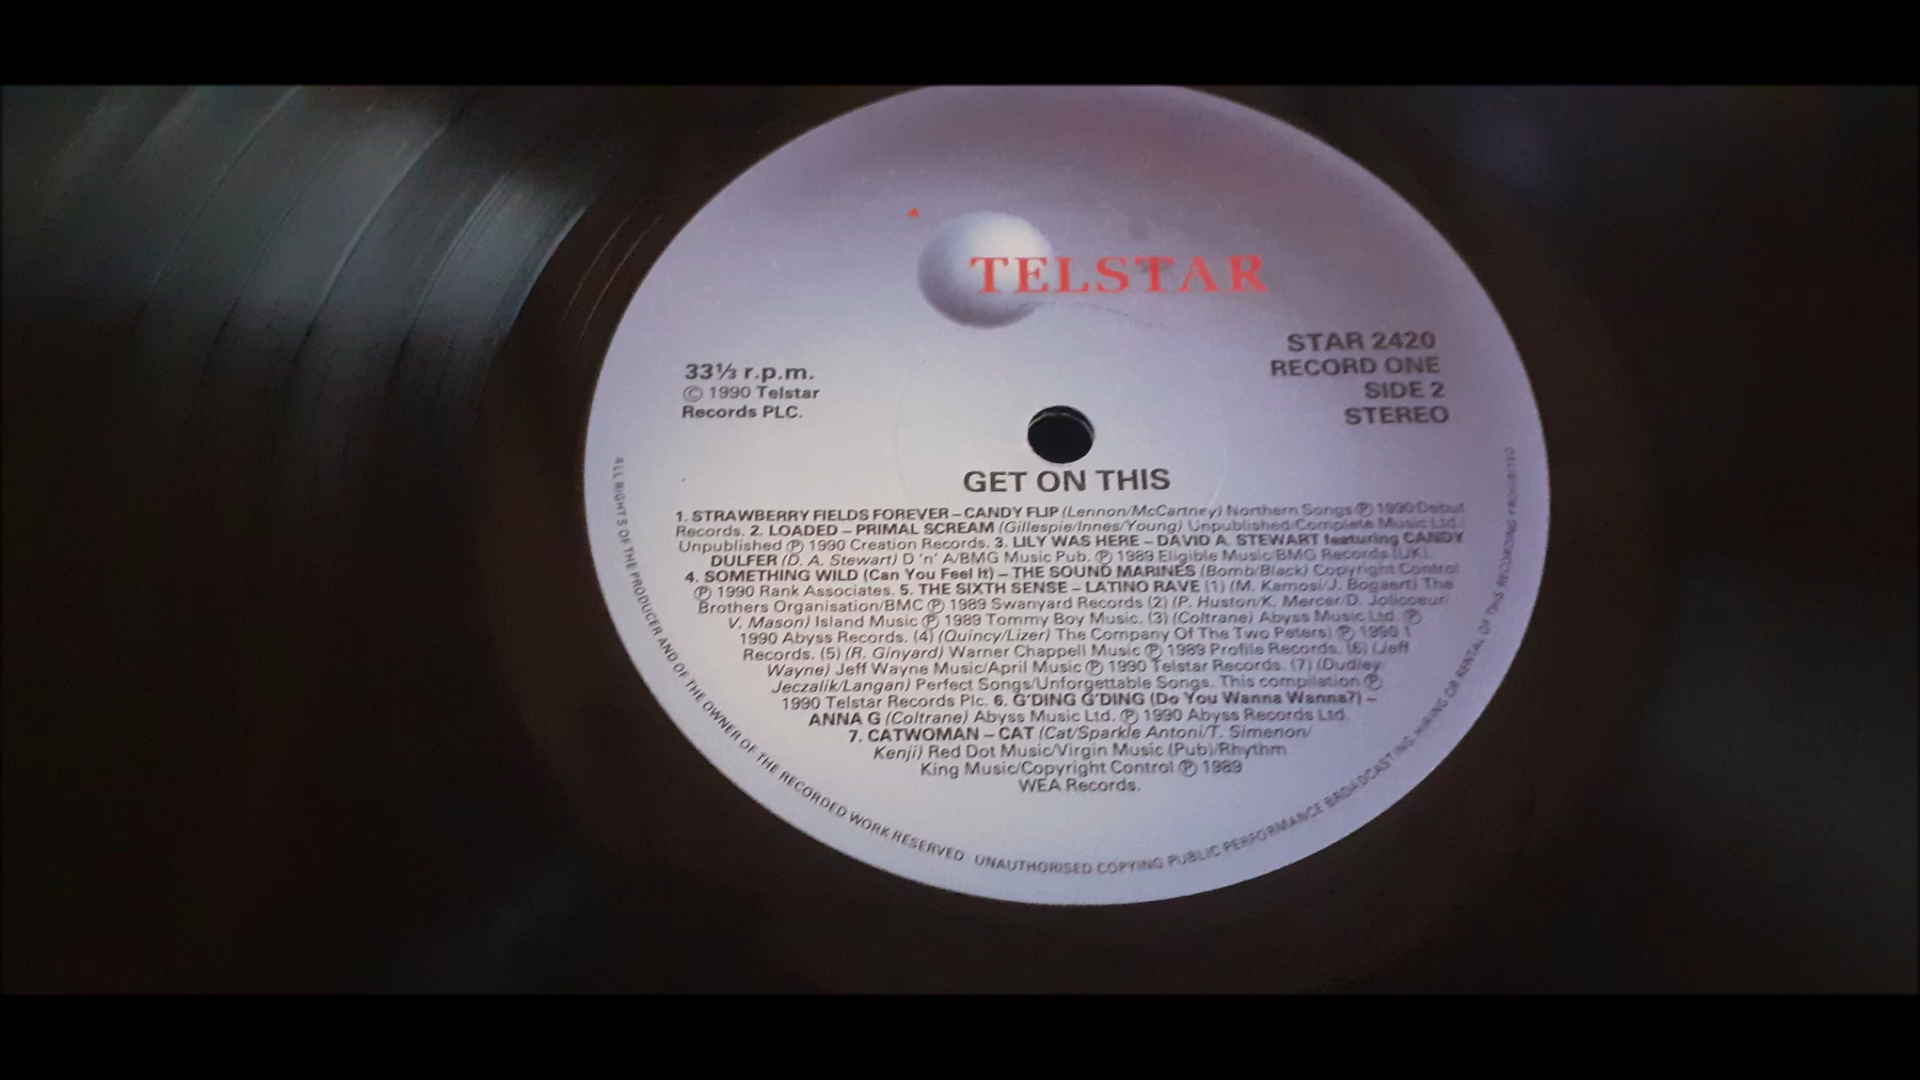 TELSTAR
STAR 2420
RECORD ONE
SIDE 2
STEREO
33⅓ r.p.m.
© 1990 Telstar
Records PLC.
GET ON THIS
1. STRAWBERRY FIELDS FOREVER – CANDY FLIP (Lennon/McCartney) Northern Songs ℗ 1990 Debut
Records. 2. LOADED – PRIMAL SCREAM (Gillespie/Innes/Young) Unpublished/Complete Music Ltd./
Unpublished ℗ 1990 Creation Records. 3. LILY WAS HERE – DAVID A. STEWART featuring CANDY
DULFER (D. A. Stewart) D 'n' A/BMG Music Pub. ℗ 1989 Eligible Music/BMG Records (UK).
4. SOMETHING WILD (Can You Feel It) – THE SOUND MARINES (Bomb/Black) Copyright Control
℗ 1990 Rank Associates. 5. THE SIXTH SENSE – LATINO RAVE (1) (M. Kamosi/J. Bogaert) The
Brothers Organisation/BMC ℗ 1989 Swanyard Records (2) (P. Huston/K. Mercer/D. Jolicoeur/
V. Mason) Island Music ℗ 1989 Tommy Boy Music. (3) (Coltrane) Abyss Music Ltd. ℗
1990 Abyss Records. (4) (Quincy/Lizer) The Company Of The Two Peters) ℗ 1990 1
Records. (5) (R. Ginyard) Warner Chappell Music ℗ 1989 Profile Records. (6) (Jeff
Wayne) Jeff Wayne Music/April Music ℗ 1990 Telstar Records. (7) (Dudley/
Jeczalik/Langan) Perfect Songs/Unforgettable Songs. This compilation ℗
1990 Telstar Records Plc. 6. G'DING G'DING (Do You Wanna Wanna?) –
ANNA G (Coltrane) Abyss Music Ltd. ℗ 1990 Abyss Records Ltd.
7. CATWOMAN – CAT (Cat/Sparkle Antoni/T. Simenon/
Kenji) Red Dot Music/Virgin Music (Pub)/Rhythm
King Music/Copyright Control ℗ 1989
WEA Records.
ALL RIGHTS OF THE PRODUCER AND OF THE OWNER OF THE RECORDED WORK RESERVED · UNAUTHORISED COPYING PUBLIC PERFORMANCE BROADCASTING HIRING OR RENTAL OF THIS RECORDING PROHIBITED